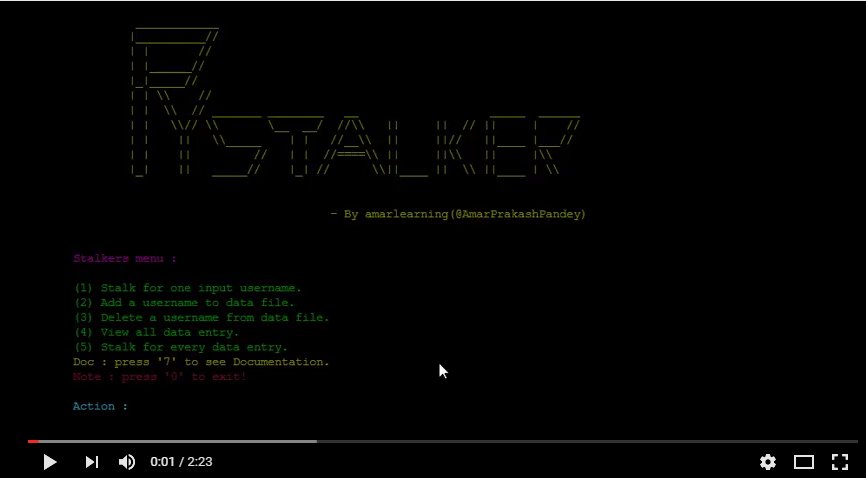 PYSTALKER
- By amarlearning(@AmarPrakashPandey)
Stalkers menu :
(1) Stalk for one input username.
(2) Add a username to data file.
(3) Delete a username from data file.
(4) View all data entry.
(5) Stalk for every data entry.
Doc : press '7' to see Documentation.
Note : press '0' to exit!
Action :
0:01 / 2:23